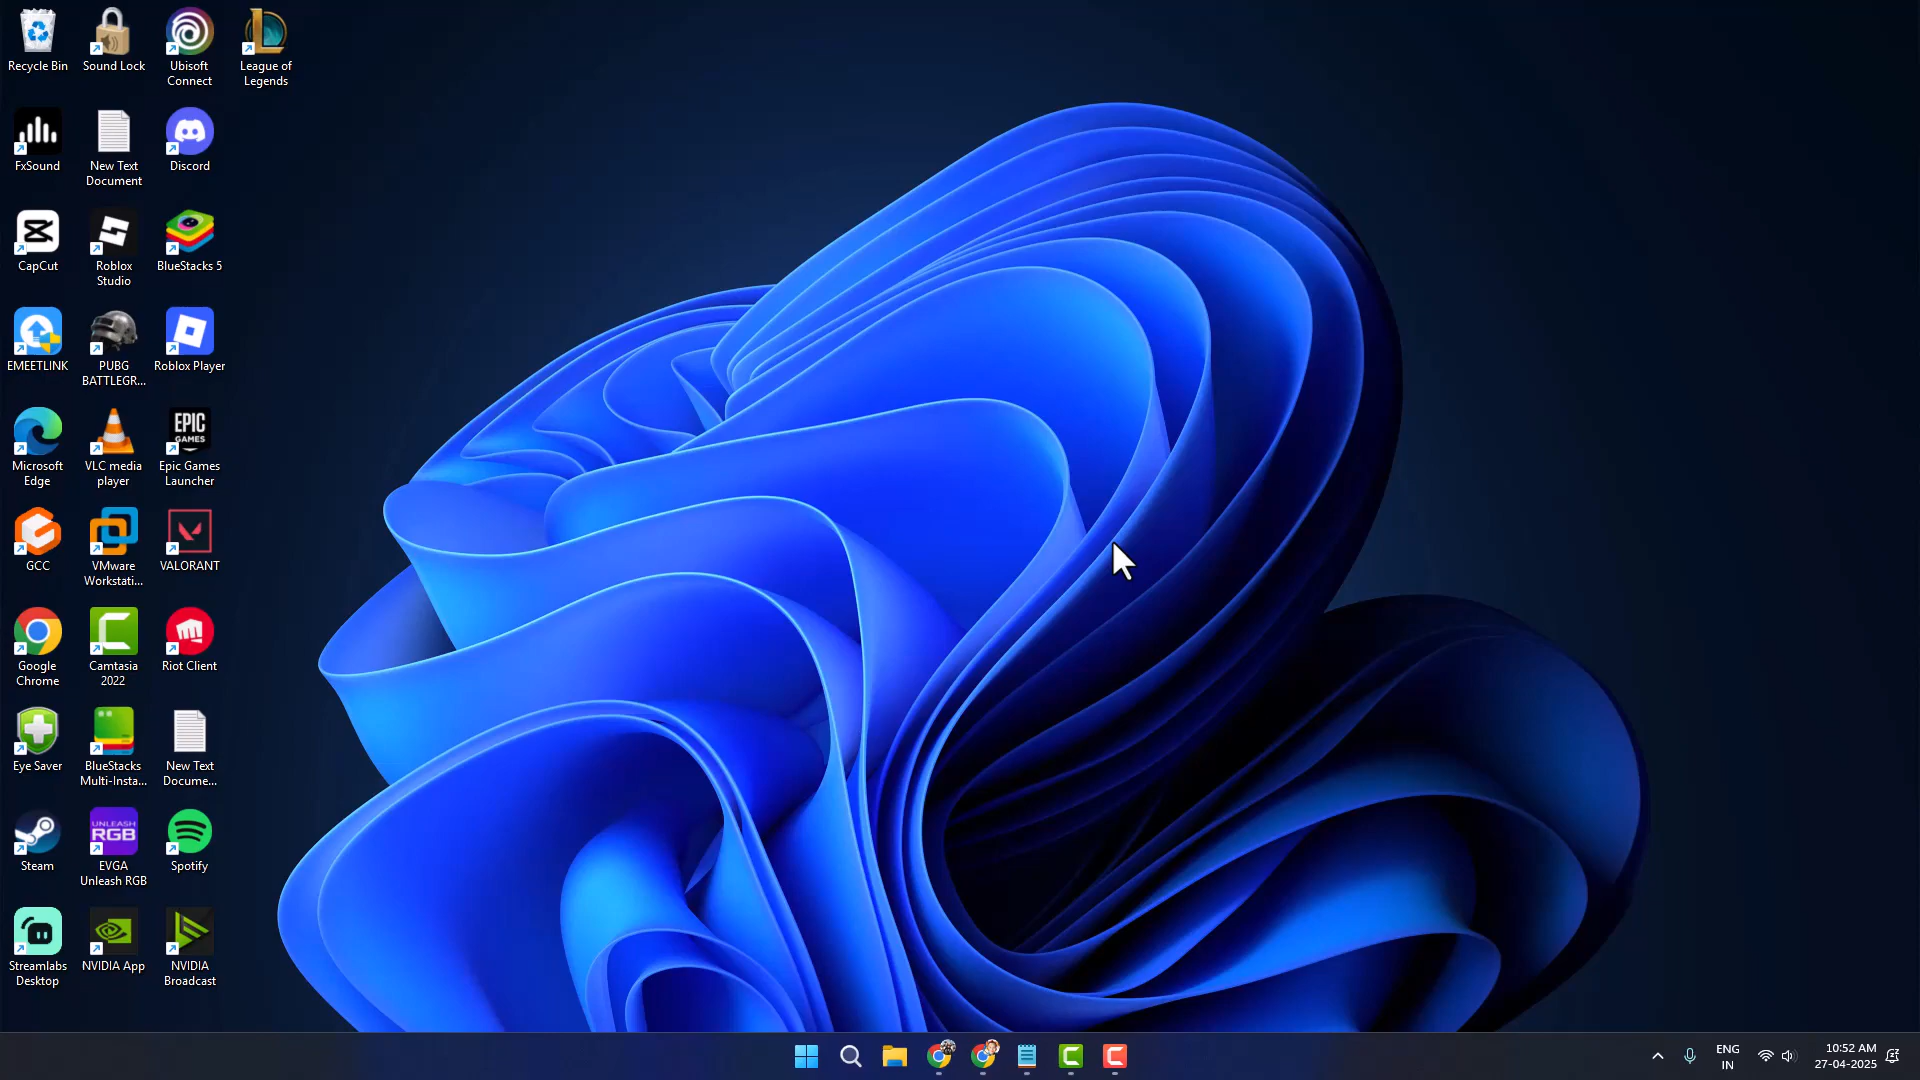 Recycle Bin
Sound Lock
Ubisoft
Connect
League of
Legends
FxSound
New Text
Document
Discord
CapCut
Roblox
Studio
BlueStacks 5
EMEETLINK
PUBG
BATTLEGR...
Roblox Player
Microsoft
Edge
VLC media
player
EPIC
GAMES
Epic Games
Launcher
GCC
VMware
Workstati...
VALORANT
Google
Chrome
Camtasia
2022
Riot Client
Eye Saver
BlueStacks
Multi-Insta...
New Text
Docume...
Steam
UNLEASH
RGB
EVGA
Unleash RGB
Spotify
Streamlabs
Desktop
NVIDIA App
NVIDIA
Broadcast
ENG
IN
10:52 AM
27-04-2025